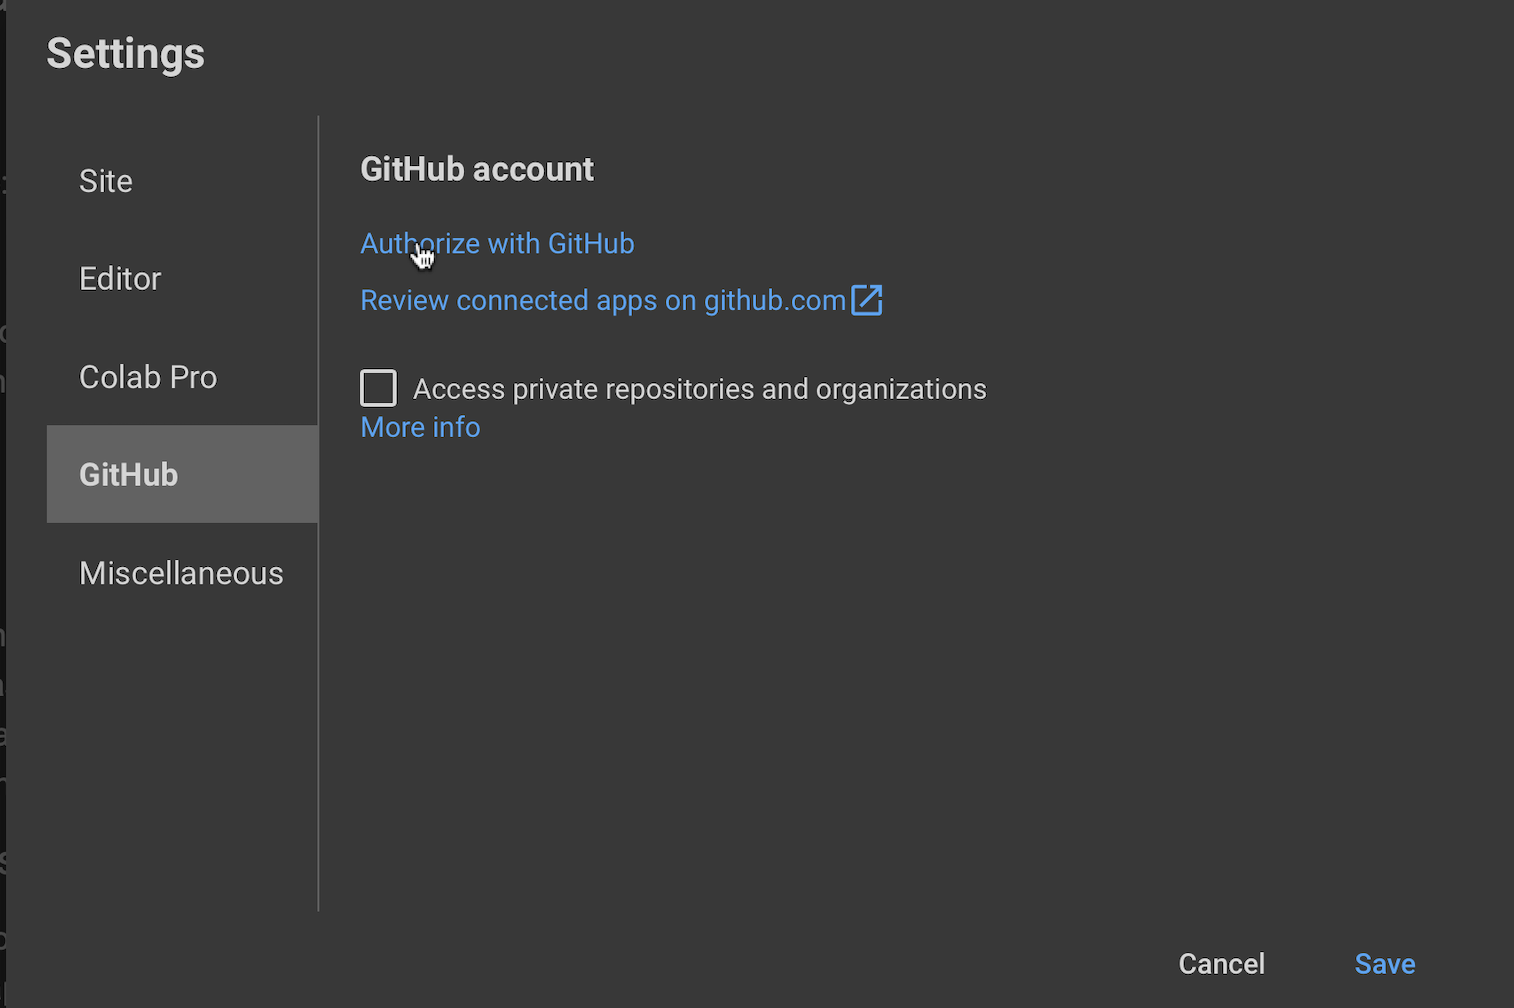 Settings
Site
Editor
Colab Pro
GitHub
Miscellaneous
GitHub account
Authorize with GitHub
Review connected apps on github.com
Access private repositories and organizations
More info
Cancel
Save